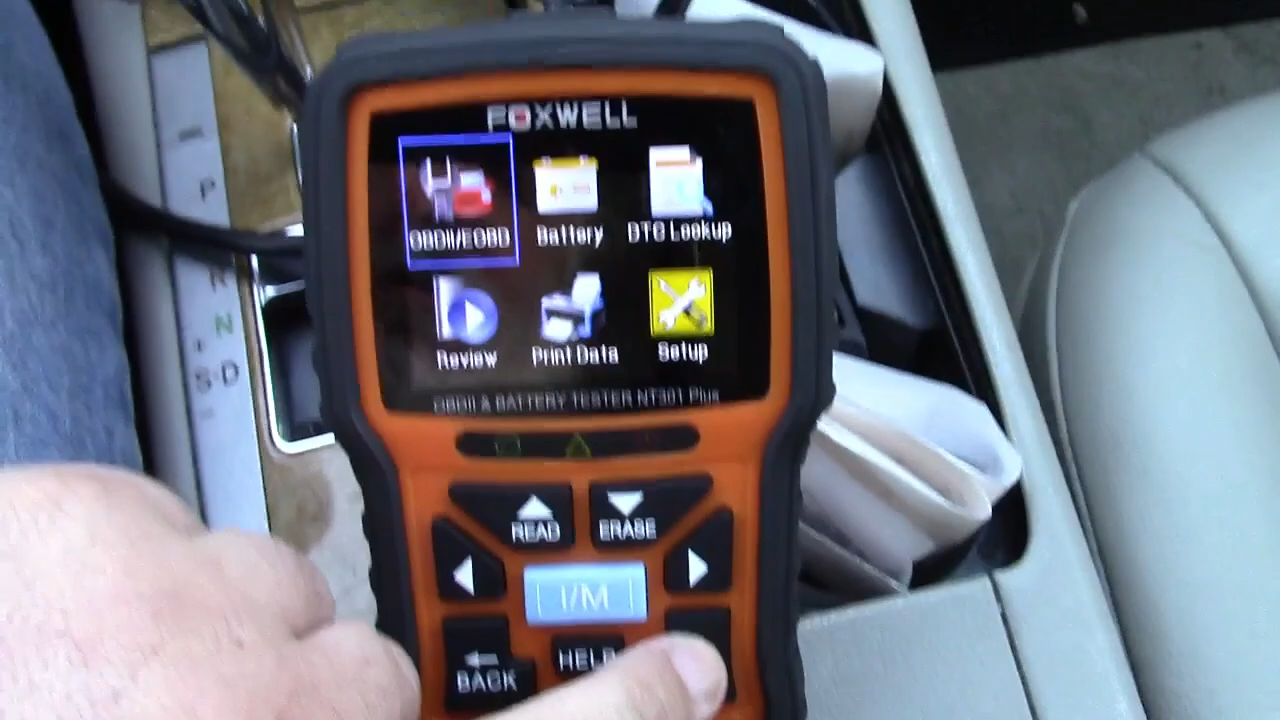 FOXWELL
OBDII/EOBD Battery DTC Lookup
Review Print Data Setup
OBDII & BATTERY TESTER NT301 Plus
READ ERASE
I/M
BACK HELP
P
N
D